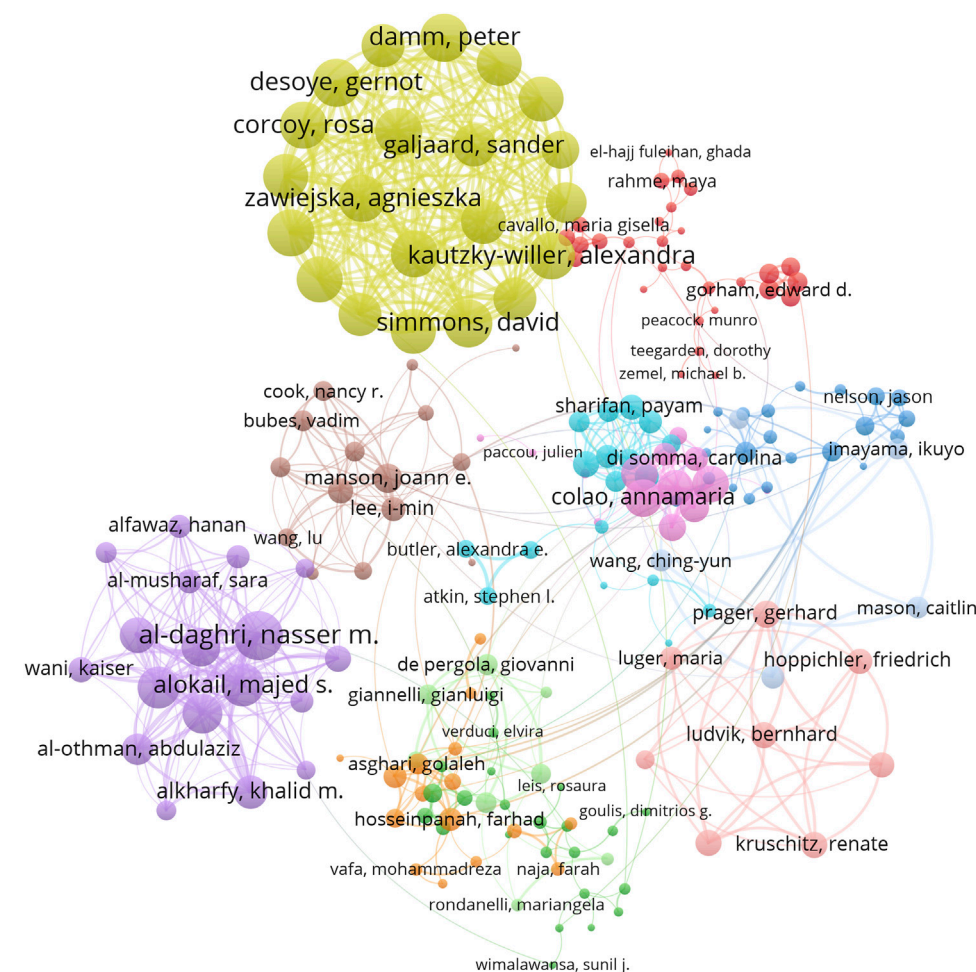 damm, peter
desoye, gernot
corcoy, rosa
galjaard, sander
el-hajj fuleihan, ghada
rahme, maya
zawiejska, agnieszka
cavallo, maria gisella
kautzky-willer, alexandra
gorham, edward d.
simmons, david
peacock, munro
teegarden, dorothy
zemel, michael b.
cook, nancy r.
nelson, jason
sharifan, payam
bubes, vadim
paccou, julien
imayama, ikuyo
di somma, carolina
manson, joann e.
colao, annamaria
lee, i-min
alfawaz, hanan
wang, lu
butler, alexandra e.
wang, ching-yun
al-musharaf, sara
atkin, stephen l.
mason, caitlin
prager, gerhard
al-daghri, nasser m.
luger, maria
hoppichler, friedrich
de pergola, giovanni
wani, kaiser
alokail, majed s.
giannelli, gianluigi
verduci, elvira
ludvik, bernhard
al-othman, abdulaziz
asghari, golaleh
leis, rosaura
alkharfy, khalid m.
goulis, dimitrios g.
hosseinpanah, farhad
kruschitz, renate
vafa, mohammadreza
naja, farah
rondanelli, mariangela
wimalawansa, sunil j.